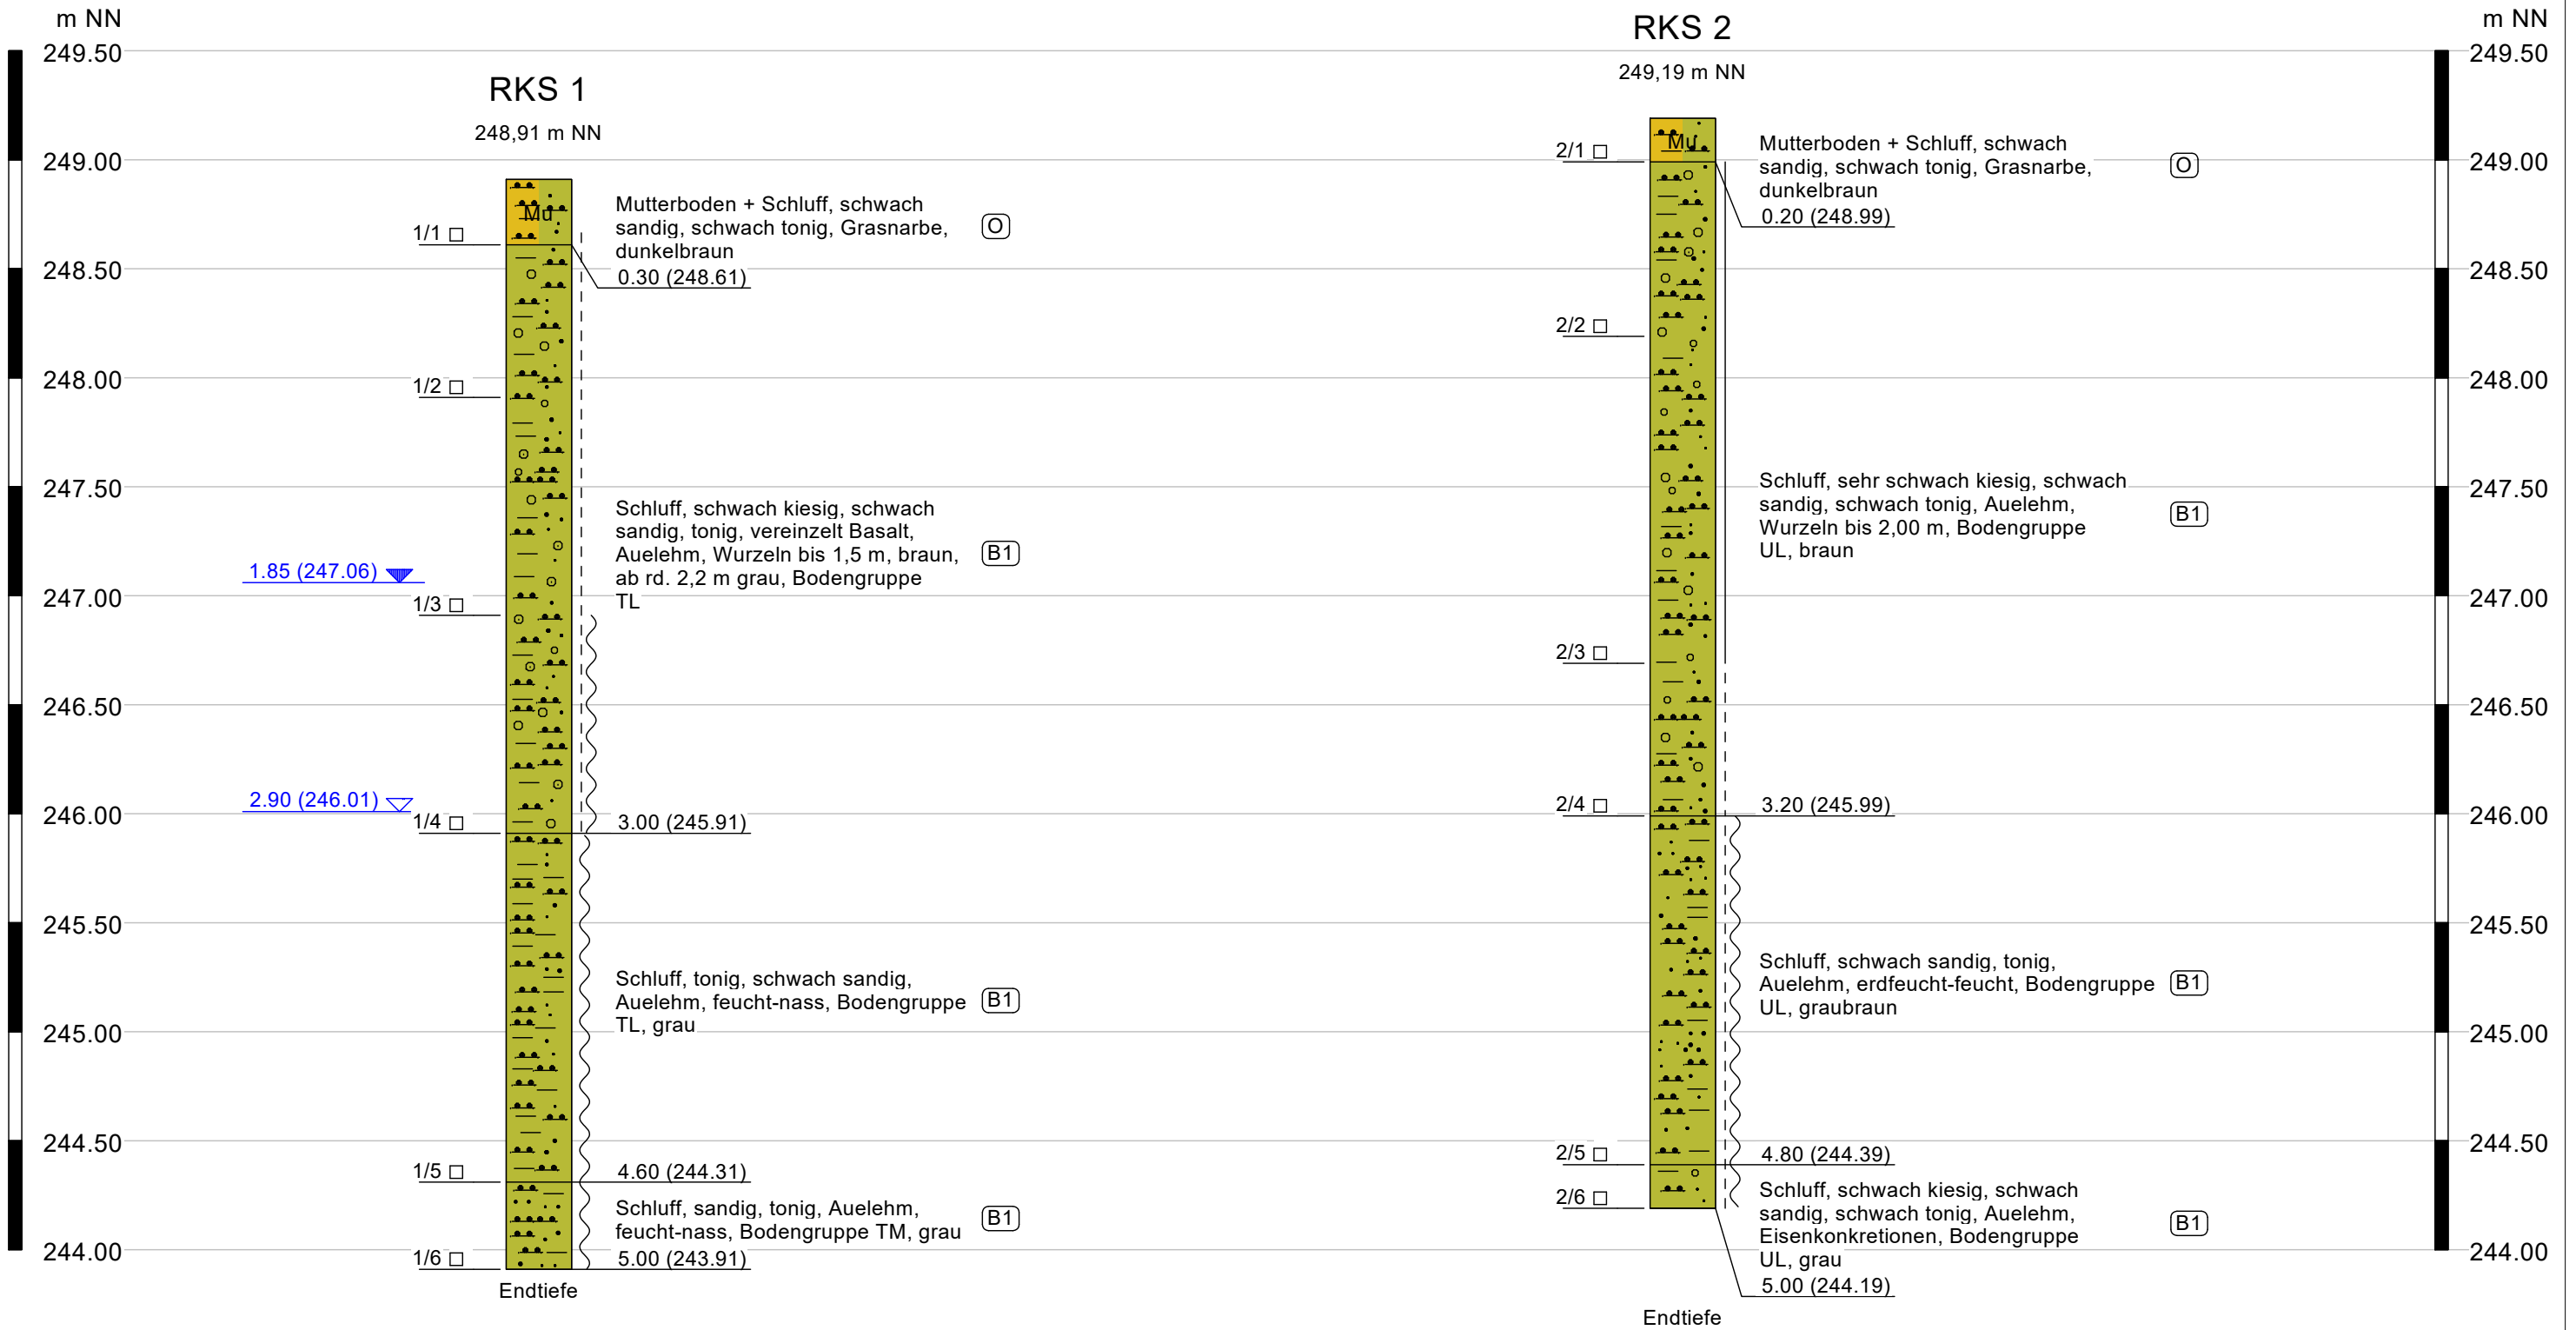 m NN
249.50
249.00
248.50
248.00
247.50
247.00
246.50
246.00
245.50
245.00
244.50
244.00
RKS 1
248,91 m NN
Mu
1/1
1/2
1.85 (247.06)
1/3
2.90 (246.01)
1/4
1/5
1/6
Mutterboden + Schluff, schwach
sandig, schwach tonig, Grasnarbe,
dunkelbraun
O
0.30 (248.61)
Schluff, schwach kiesig, schwach
sandig, tonig, vereinzelt Basalt,
Auelehm, Wurzeln bis 1,5 m, braun,
ab rd. 2,2 m grau, Bodengruppe
TL
B1
3.00 (245.91)
Schluff, tonig, schwach sandig,
Auelehm, feucht-nass, Bodengruppe
TL, grau
B1
4.60 (244.31)
Schluff, sandig, tonig, Auelehm,
feucht-nass, Bodengruppe TM, grau
B1
5.00 (243.91)
Endtiefe
RKS 2
249,19 m NN
Mu
2/1
2/2
2/3
2/4
2/5
2/6
Mutterboden + Schluff, schwach
sandig, schwach tonig, Grasnarbe,
dunkelbraun
O
0.20 (248.99)
Schluff, sehr schwach kiesig, schwach
sandig, schwach tonig, Auelehm,
Wurzeln bis 2,00 m, Bodengruppe
UL, braun
B1
3.20 (245.99)
Schluff, schwach sandig, tonig,
Auelehm, erdfeucht-feucht, Bodengruppe
UL, graubraun
B1
4.80 (244.39)
Schluff, schwach kiesig, schwach
sandig, schwach tonig, Auelehm,
Eisenkonkretionen, Bodengruppe
UL, grau
B1
5.00 (244.19)
Endtiefe
m NN
249.50
249.00
248.50
248.00
247.50
247.00
246.50
246.00
245.50
245.00
244.50
244.00